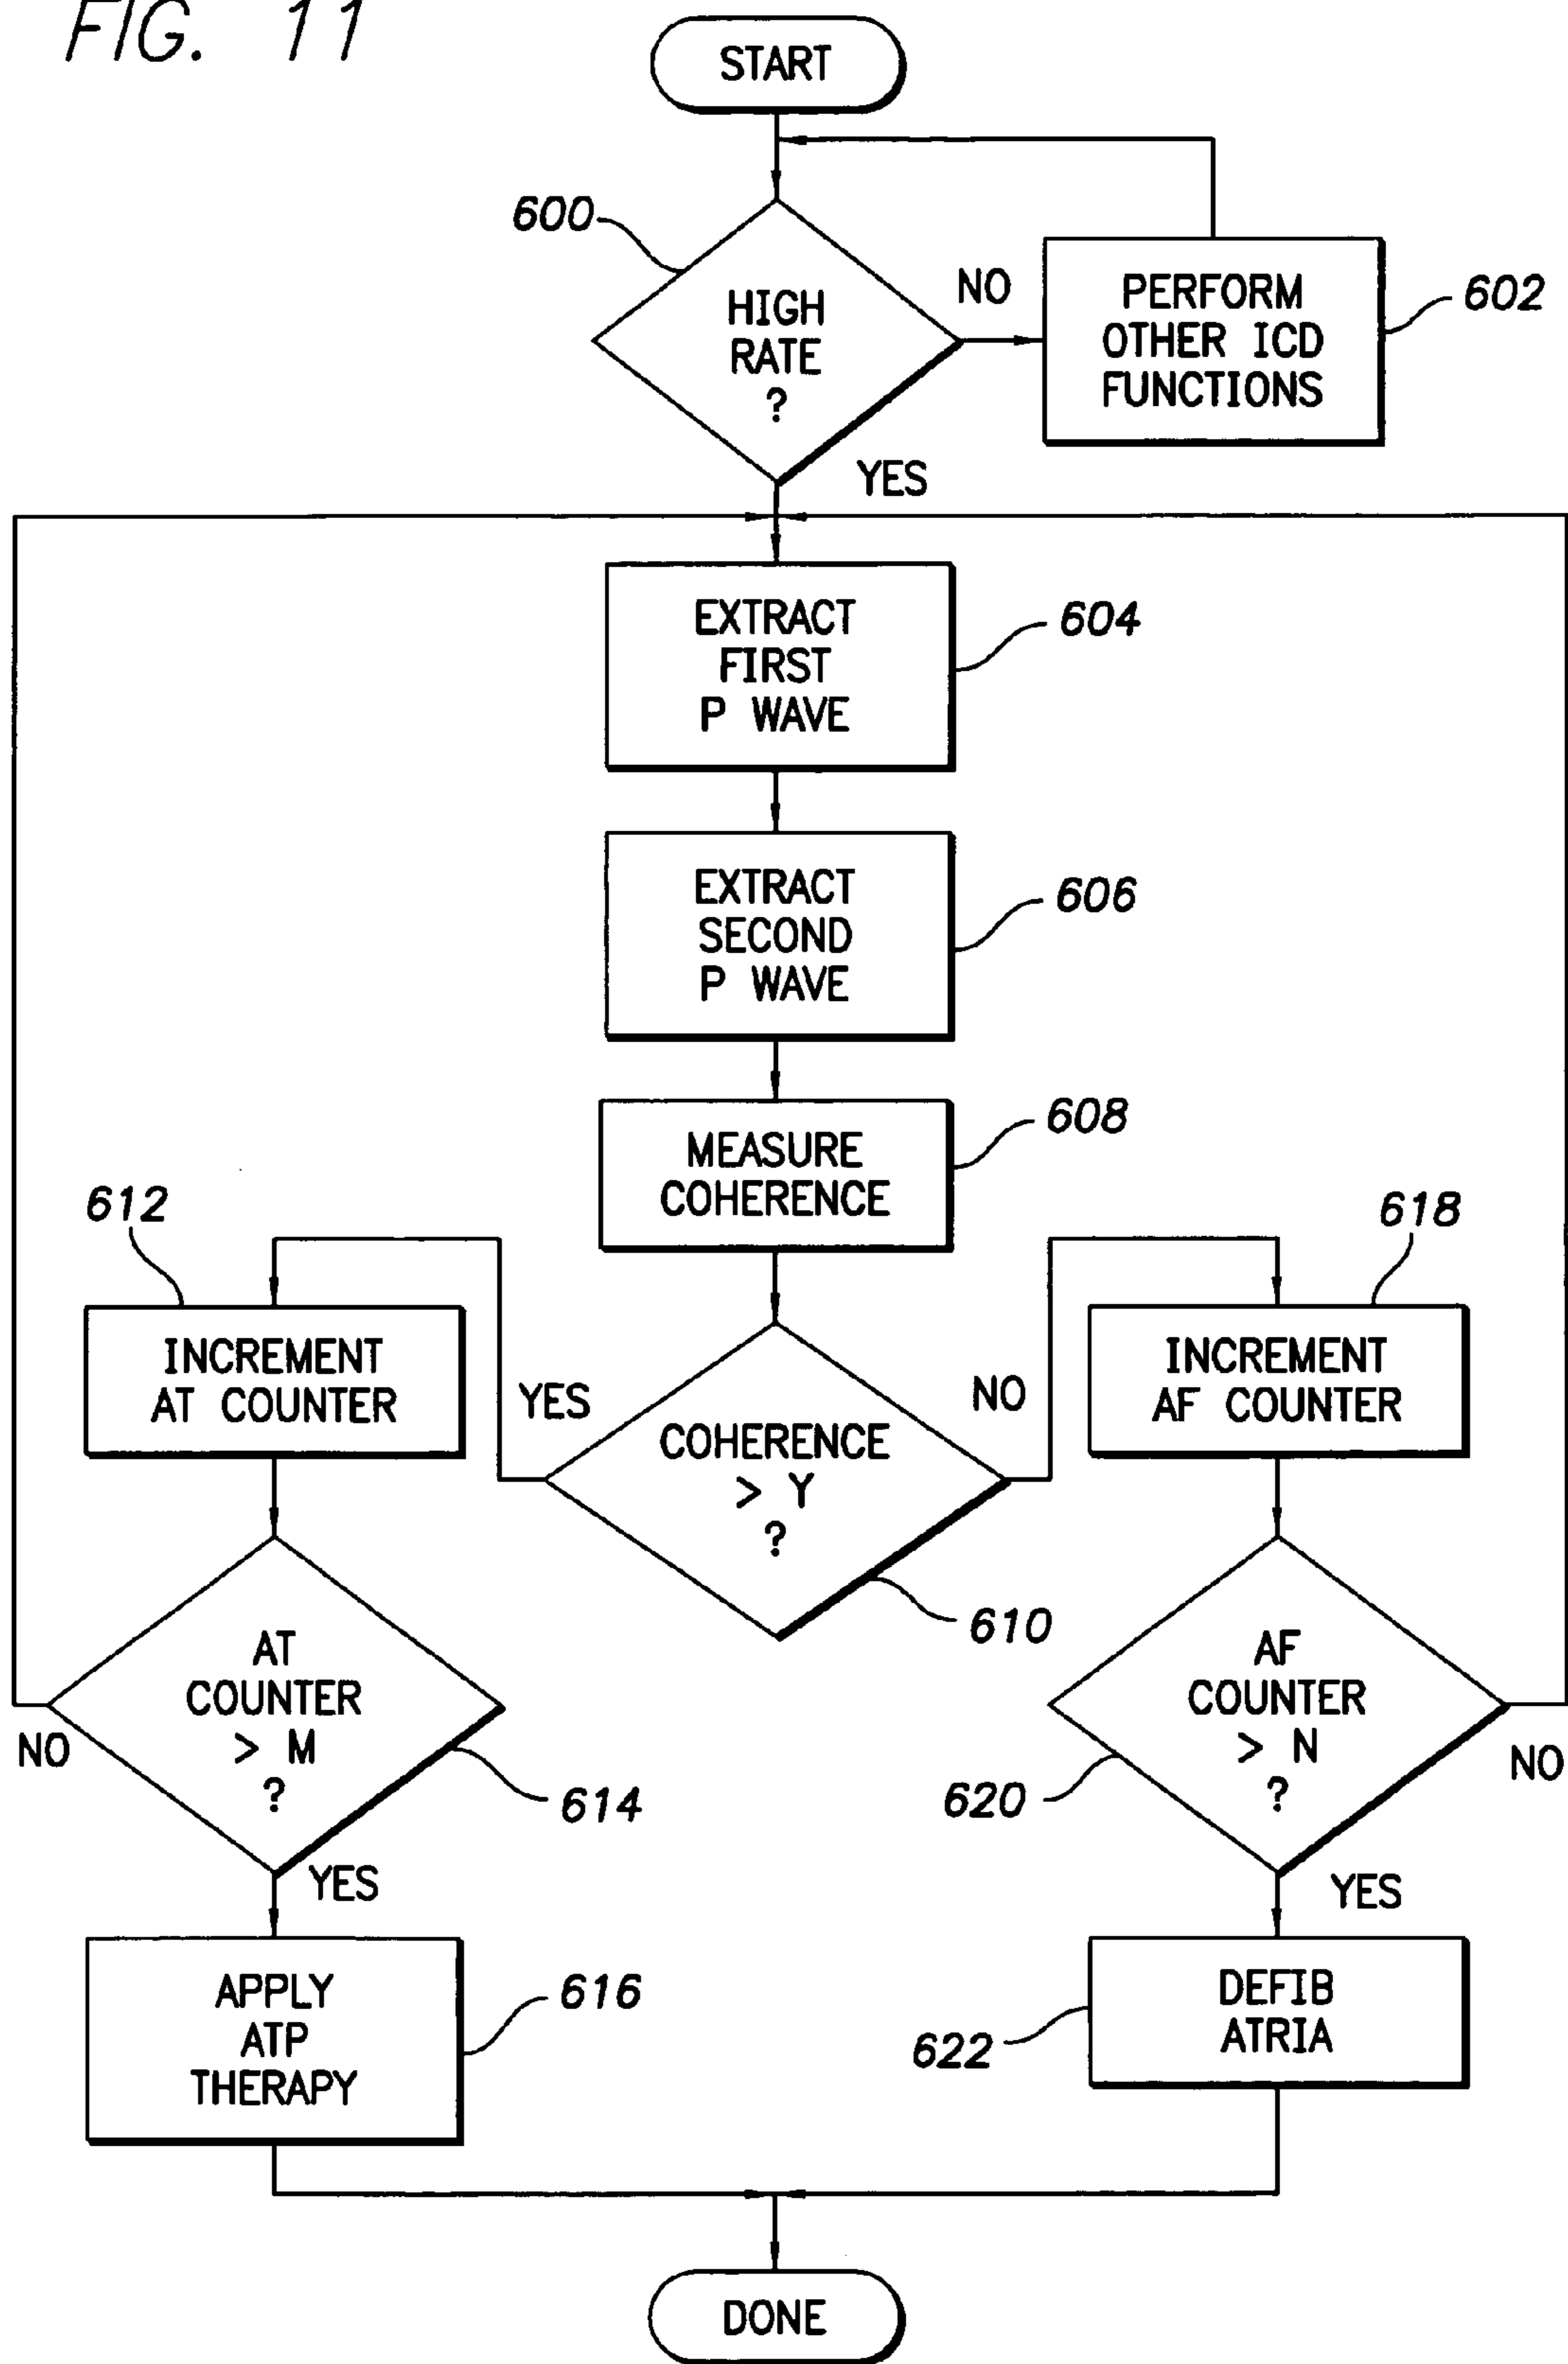 FIG. 11
START
600
HIGH
RATE
?
NO
PERFORM
OTHER ICD
FUNCTIONS
602
YES
EXTRACT
FIRST
P WAVE
604
EXTRACT
SECOND
P WAVE
606
MEASURE
COHERENCE
608
612
INCREMENT
AT COUNTER
YES
COHERENCE
> Y
?
610
NO
618
INCREMENT
AF COUNTER
AT
COUNTER
> M
?
NO
614
YES
APPLY
ATP
THERAPY
616
AF
COUNTER
> N
?
620
NO
YES
DEFIB
ATRIA
622
DONE